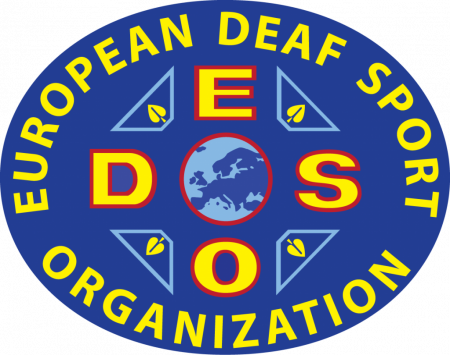 EUROPEAN DEAF SPORT
E
D S
O
ORGANIZATION